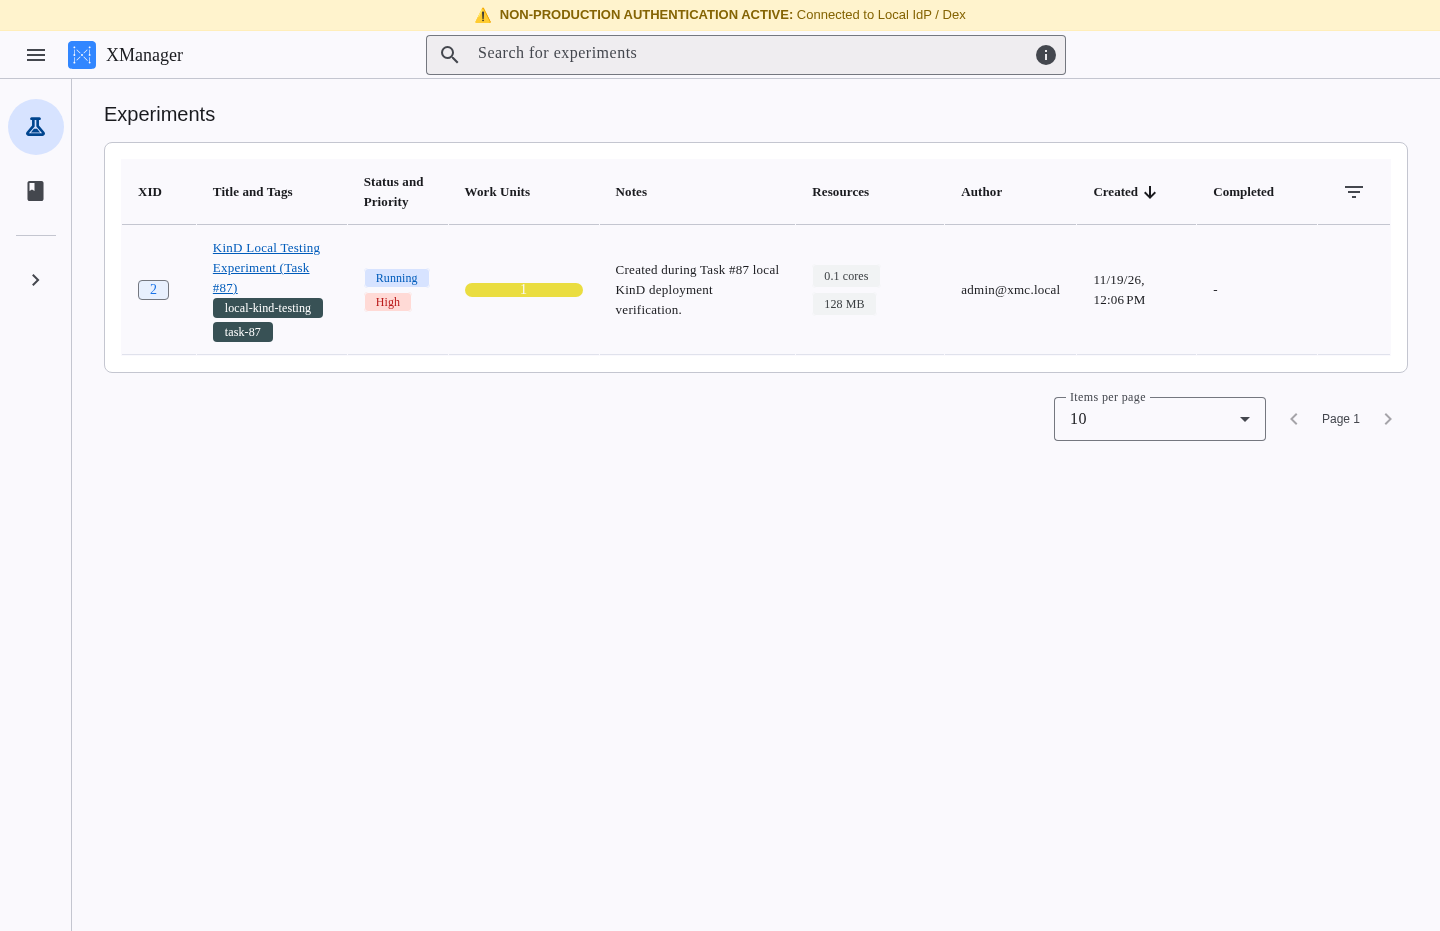 ⚠️ NON-PRODUCTION AUTHENTICATION ACTIVE: Connected to Local IdP / Dex
XManager
Search for experiments
Experiments
XID
Title and Tags
Status and
Priority
Work Units
Notes
Resources
Author
Created
Completed
2
KinD Local Testing
Experiment (Task
#87)
local-kind-testing
task-87
Running
High
1
Created during Task #87 local
KinD deployment
verification.
0.1 cores
128 MB
admin@xmc.local
11/19/26,
12:06 PM
-
Items per page
10
Page 1